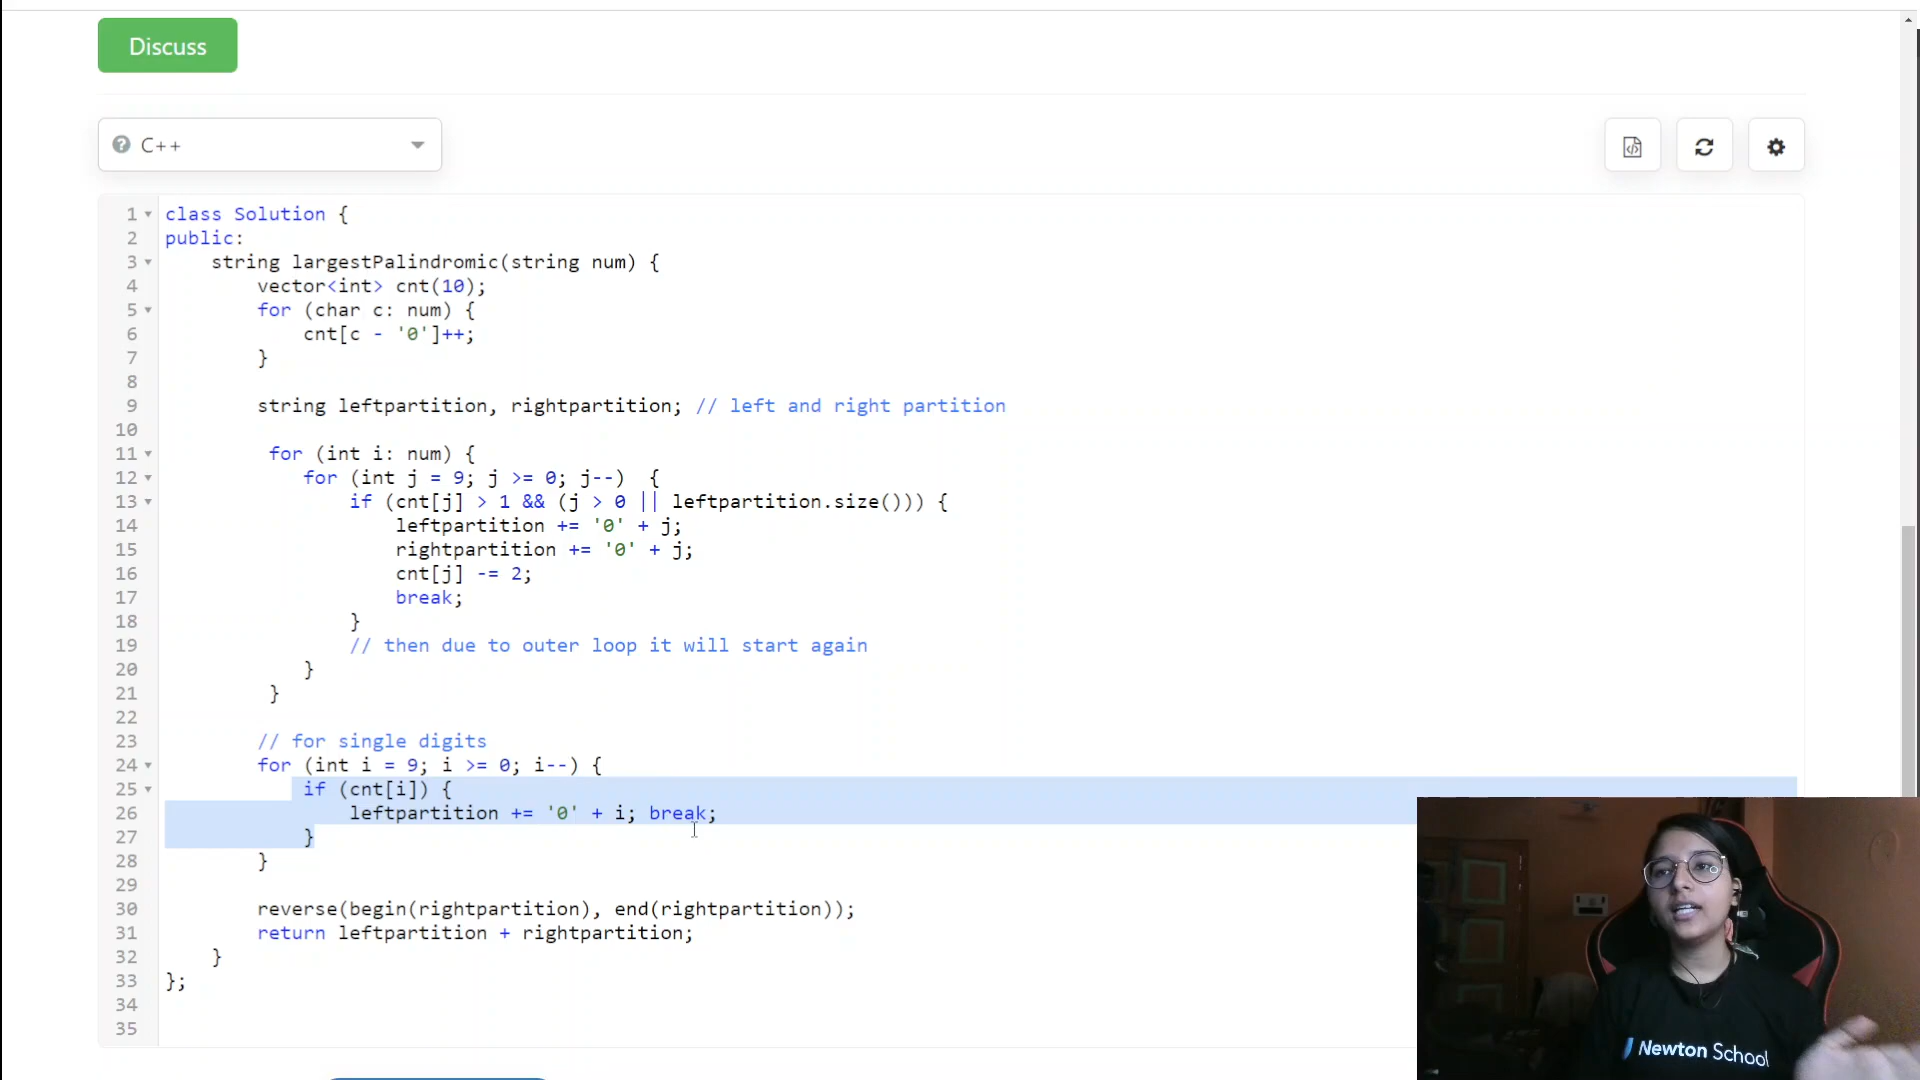 Discuss
C++
1 class Solution {
2 public:
3 string largestPalindromic(string num) {
4 vector<int> cnt(10);
5 for (char c: num) {
6 cnt[c - '0']++;
7 }
8
9 string leftpartition, rightpartition; // left and right partition
10
11 for (int i: num) {
12 for (int j = 9; j >= 0; j--) {
13 if (cnt[j] > 1 && (j > 0 || leftpartition.size())) {
14 leftpartition += '0' + j;
15 rightpartition += '0' + j;
16 cnt[j] -= 2;
17 break;
18 }
19 // then due to outer loop it will start again
20 }
21 }
22
23 // for single digits
24 for (int i = 9; i >= 0; i--) {
25 if (cnt[i]) {
26 leftpartition += '0' + i; break;
27 }
28 }
29
30 reverse(begin(rightpartition), end(rightpartition));
31 return leftpartition + rightpartition;
32 }
33 };
34
35
Newton School